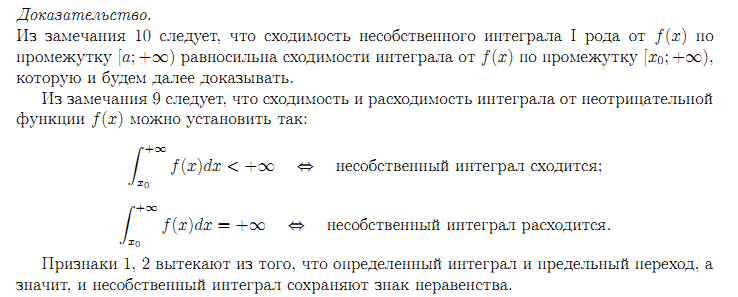 Доказательство.
Из замечания 10 следует, что сходимость несобственного интеграла I рода от f(x) по
промежутку [a; +∞) равносильна сходимости интеграла от f(x) по промежутку [x₀; +∞),
которую и будем далее доказывать.
Из замечания 9 следует, что сходимость и расходимость интеграла от неотрицательной
функции f(x) можно установить так:
∫_{x₀}^{+∞} f(x)dx < +∞ ⇔ несобственный интеграл сходится;
∫_{x₀}^{+∞} f(x)dx = +∞ ⇔ несобственный интеграл расходится.
Признаки 1, 2 вытекают из того, что определенный интеграл и предельный переход, а
значит, и несобственный интеграл сохраняют знак неравенства.